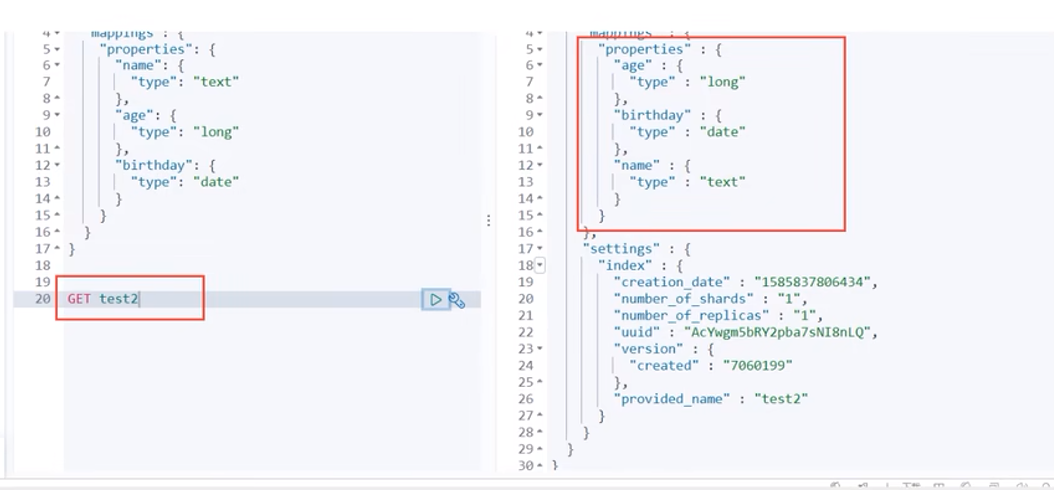 4 "mappings": {
5 "properties": {
6 "name": {
7 "type": "text"
8 },
9 "age": {
10 "type": "long"
11 },
12 "birthday": {
13 "type": "date"
14 }
15 }
16 }
17 }
18
19
20 GET test2
4 "mappings" : {
5 "properties" : {
6 "age" : {
7 "type" : "long"
8 },
9 "birthday" : {
10 "type" : "date"
11 },
12 "name" : {
13 "type" : "text"
14 }
15 }
16 },
17 "settings" : {
18 "index" : {
19 "creation_date" : "1585837806434",
20 "number_of_shards" : "1",
21 "number_of_replicas" : "1",
22 "uuid" : "AcYwgm5bRY2pba7sNI8nLQ",
23 "version" : {
24 "created" : "7060199"
25 },
26 "provided_name" : "test2"
27 }
28 }
29 }
30 }